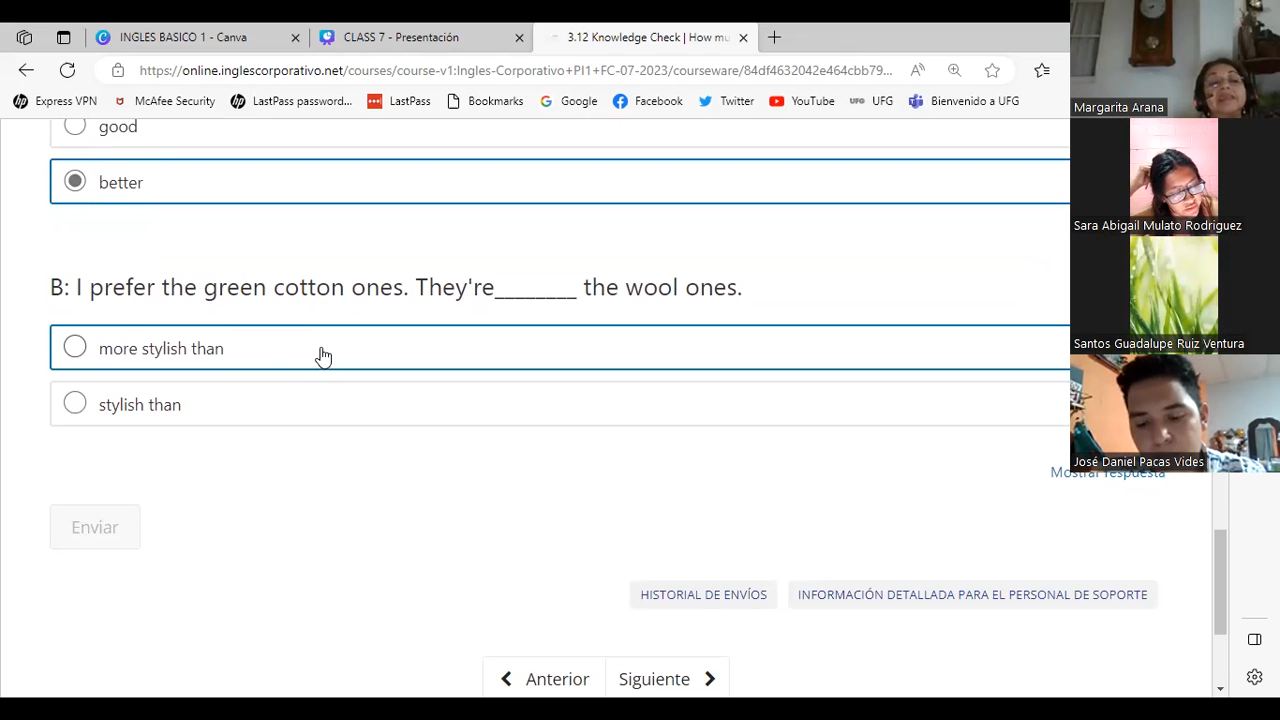 INGLES BASICO 1 - Canva
CLASS 7 - Presentación
3.12 Knowledge Check | How mu
https://online.inglescorporativo.net/courses/course-v1:Ingles-Corporativo+PI1+FC-07-2023/courseware/84df4632042e464cbb79...
Express VPN
McAfee Security
LastPass password...
LastPass
Bookmarks
Google
Facebook
Twitter
YouTube
UFG
Bienvenido a UFG
good
better
B: I prefer the green cotton ones. They're________ the wool ones.
more stylish than
stylish than
Mostrar respuesta
Enviar
HISTORIAL DE ENVÍOS
INFORMACIÓN DETALLADA PARA EL PERSONAL DE SOPORTE
Anterior
Siguiente
Margarita Arana
Sara Abigail Mulato Rodriguez
Santos Guadalupe Ruiz Ventura
José Daniel Pacas Vides